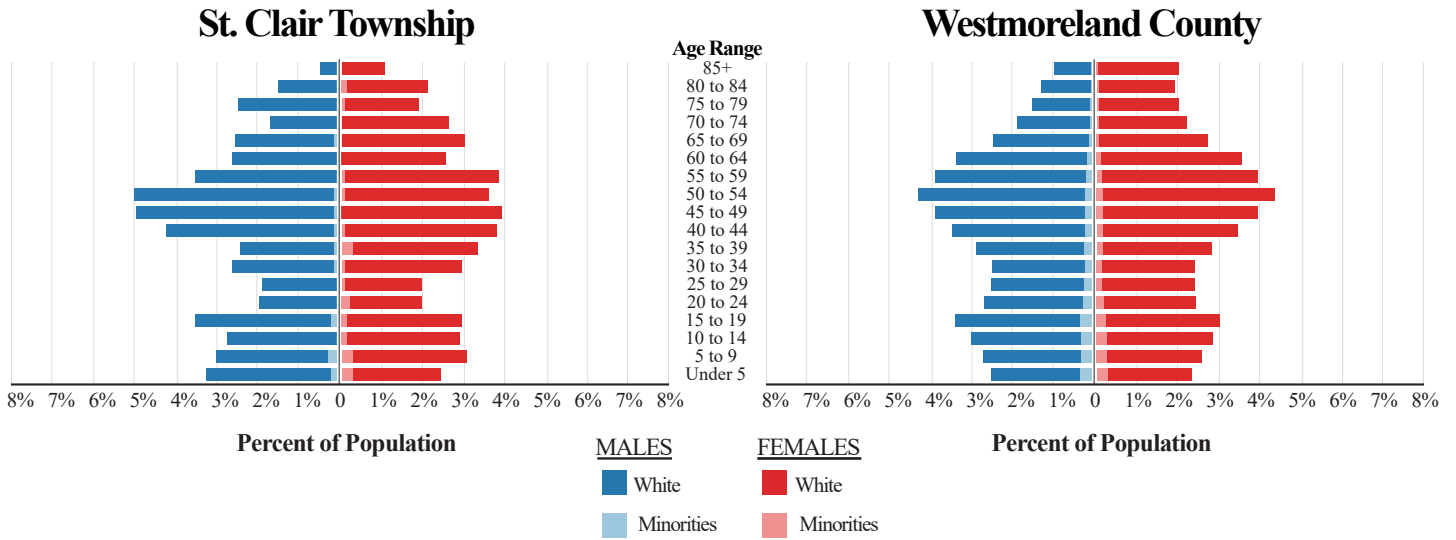 St. Clair Township
Westmoreland County
Age Range
85+
80 to 84
75 to 79
70 to 74
65 to 69
60 to 64
55 to 59
50 to 54
45 to 49
40 to 44
35 to 39
30 to 34
25 to 29
20 to 24
15 to 19
10 to 14
5 to 9
Under 5
8% 7% 6% 5% 4% 3% 2% 1% 0 1% 2% 3% 4% 5% 6% 7% 8%
8% 7% 6% 5% 4% 3% 2% 1% 0 1% 2% 3% 4% 5% 6% 7% 8%
Percent of Population
Percent of Population
MALES
White
Minorities
FEMALES
White
Minorities